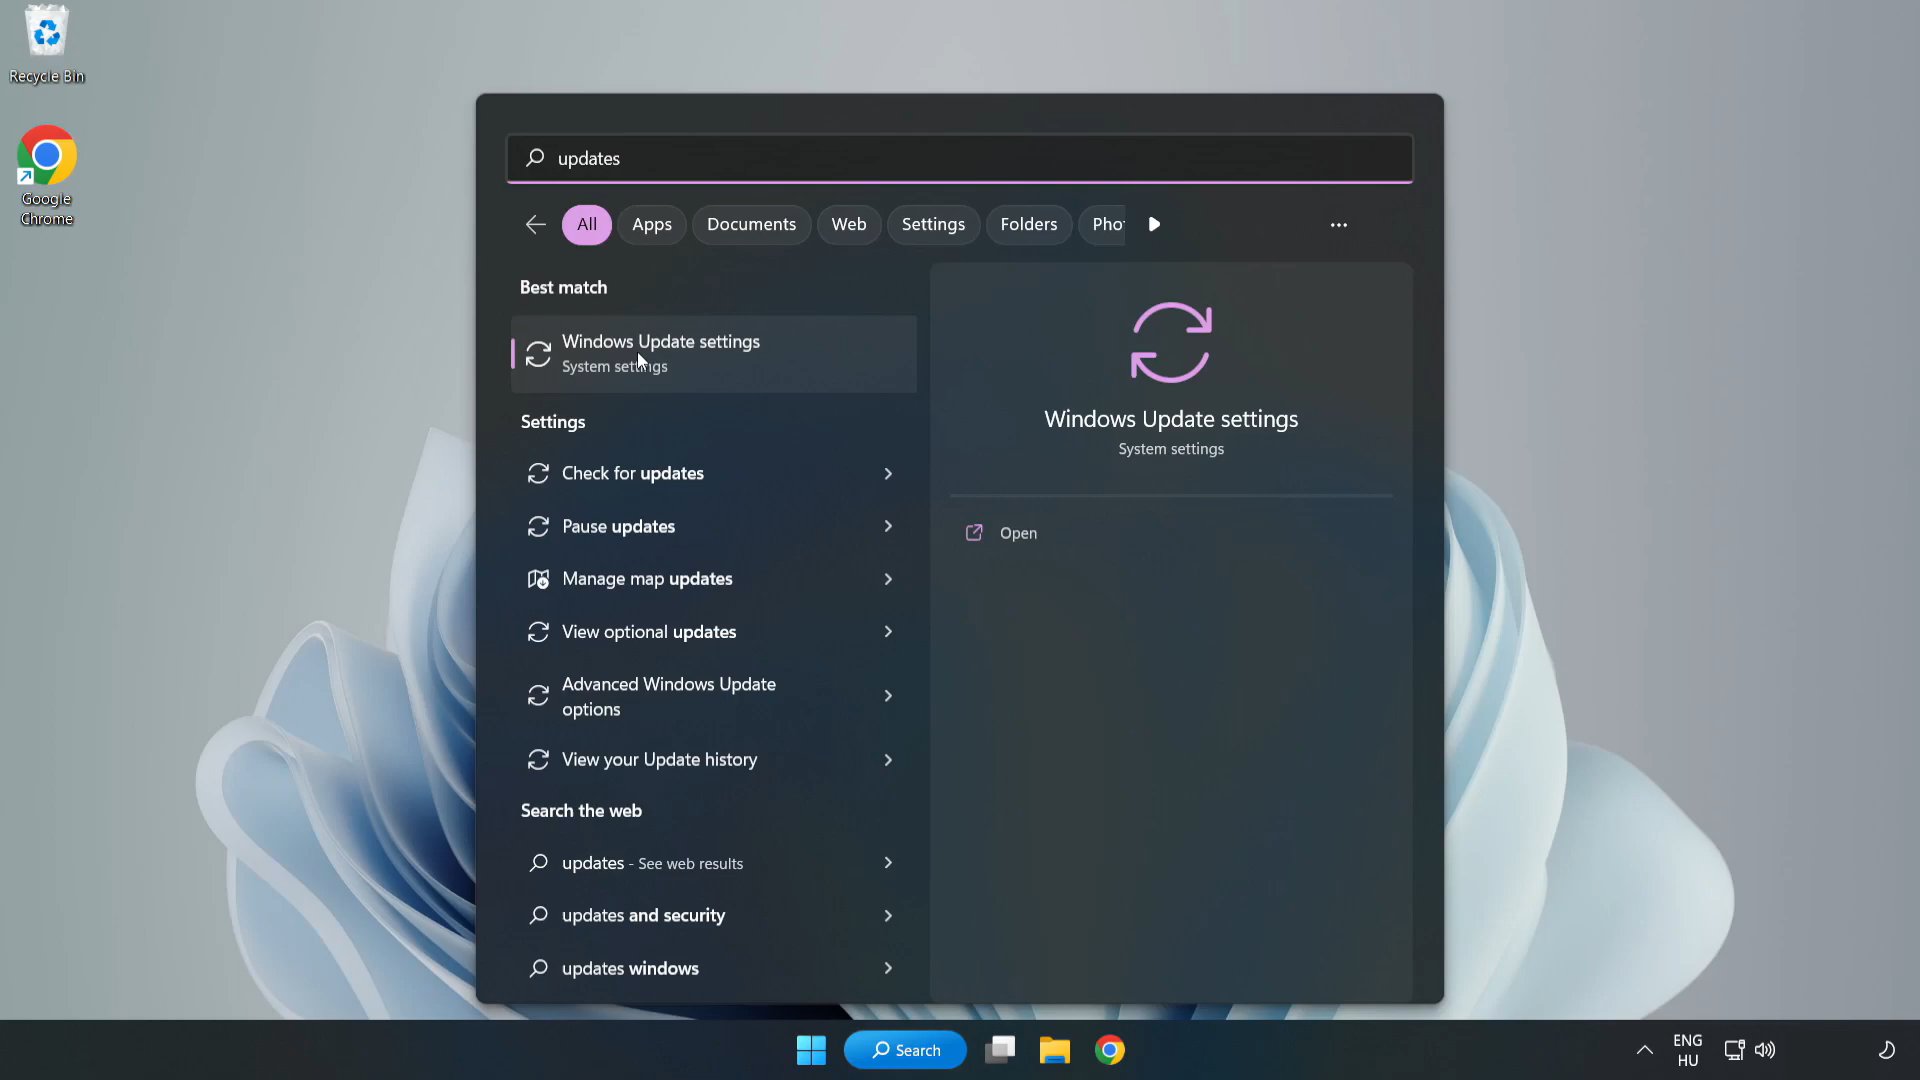 Recycle Bin
Google
Chrome
updates
All
Apps
Documents
Web
Settings
Folders
Best match
Windows Update settings
System settings
Settings
Check for updates
Pause updates
Manage map updates
View optional updates
Advanced Windows Update
options
View your Update history
Search the web
updates - See web results
updates and security
updates windows
Windows Update settings
System settings
Open
Search
ENG
HU